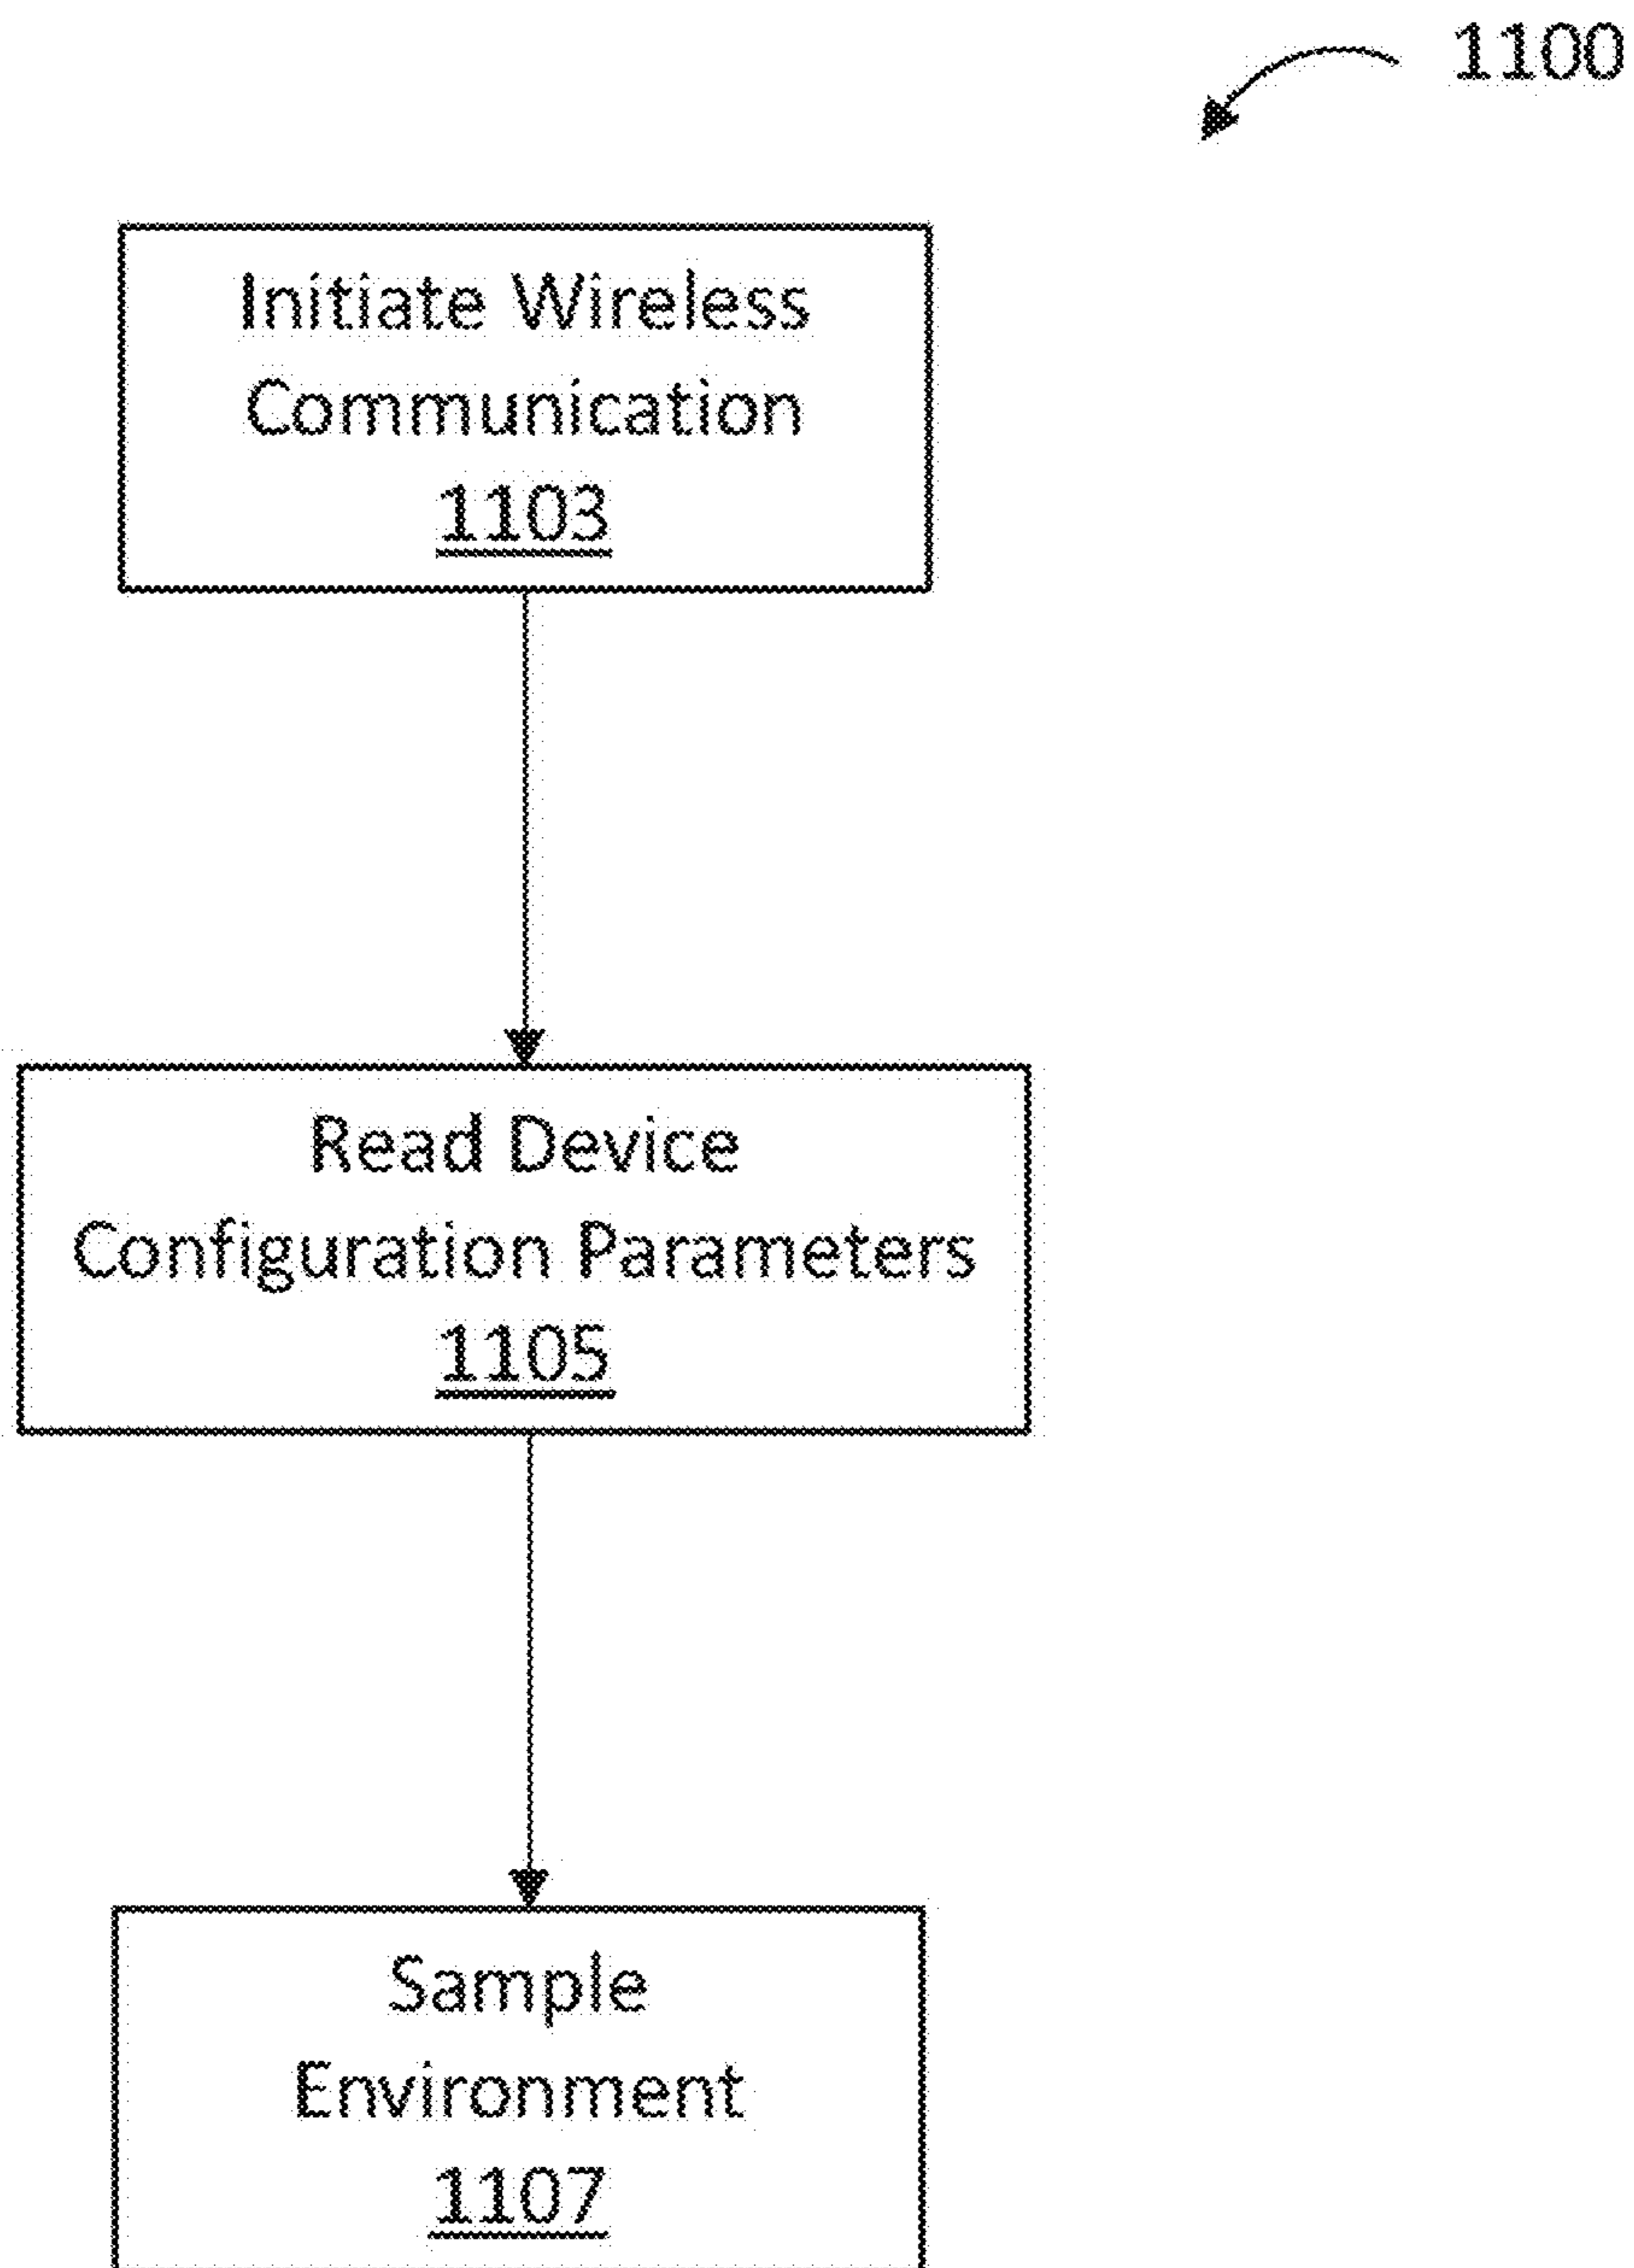 1100
Initiate Wireless
Communication
1103
Read Device
Configuration Parameters
1105
Sample
Environment
1107